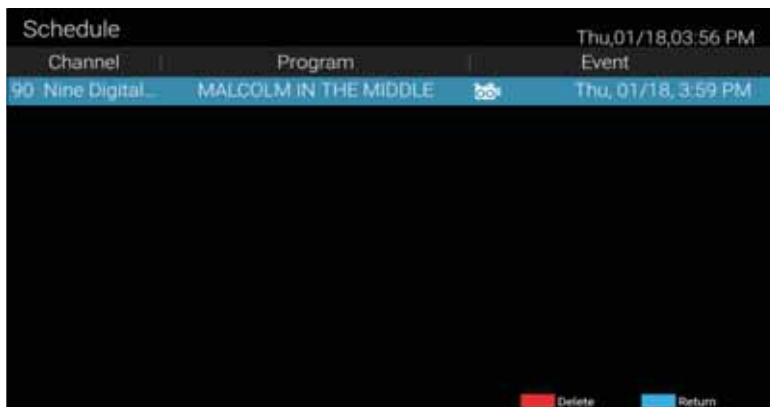 Schedule
Thu,01/18,03:56 PM
Channel Program Event
90 Nine Digital... MALCOLM IN THE MIDDLE Thu, 01/18, 3:59 PM
Delete Return